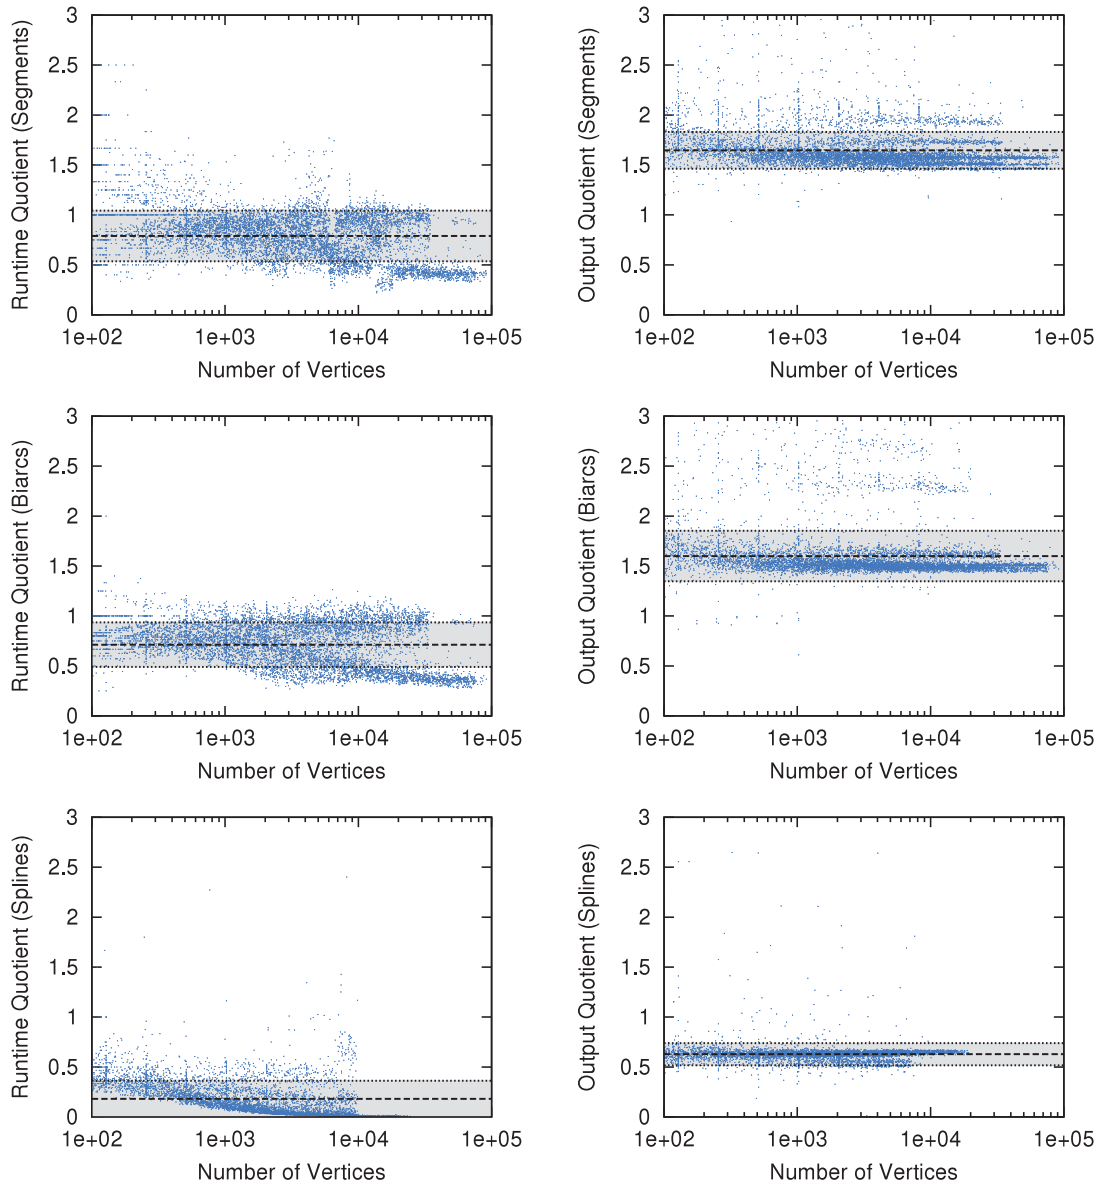 Runtime Quotient (Segments)
3
2.5
2
1.5
1
0.5
0
1e+02 1e+03 1e+04 1e+05
Number of Vertices
Output Quotient (Segments)
3
2.5
2
1.5
1
0.5
0
1e+02 1e+03 1e+04 1e+05
Number of Vertices
Runtime Quotient (Biarcs)
3
2.5
2
1.5
1
0.5
0
1e+02 1e+03 1e+04 1e+05
Number of Vertices
Output Quotient (Biarcs)
3
2.5
2
1.5
1
0.5
0
1e+02 1e+03 1e+04 1e+05
Number of Vertices
Runtime Quotient (Splines)
3
2.5
2
1.5
1
0.5
0
1e+02 1e+03 1e+04 1e+05
Number of Vertices
Output Quotient (Splines)
3
2.5
2
1.5
1
0.5
0
1e+02 1e+03 1e+04 1e+05
Number of Vertices